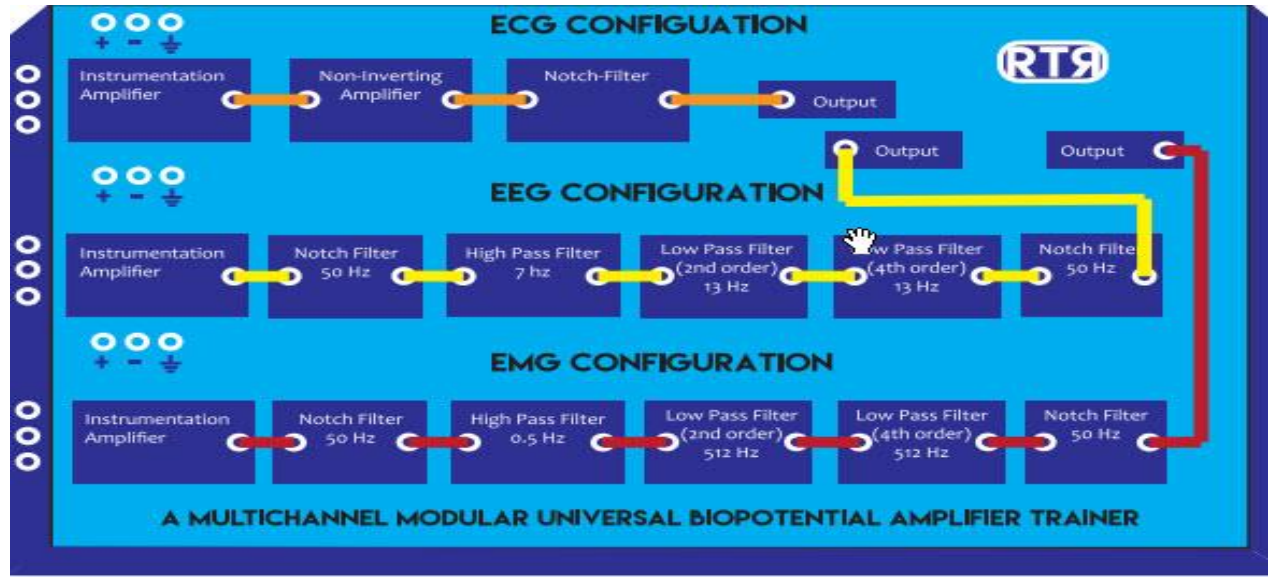 ECG CONFIGUATION
+ -
RTR
Instrumentation
Amplifier
Non-Inverting
Amplifier
Notch-Filter
Output
Output
Output
+ -
EEG CONFIGURATION
Instrumentation
Amplifier
Notch Filter
50 Hz
High Pass Filter
7 hz
Low Pass Filter
(2nd order)
13 Hz
Pass Filter
(4th order)
13 Hz
Notch Filte
50 Hz
+ -
EMG CONFIGURATION
Instrumentation
Amplifier
Notch Filter
50 Hz
High Pass Filter
0.5 Hz
Low Pass Filter
(2nd order)
512 Hz
Low Pass Filter
(4th order)
512 Hz
Notch Filter
50 Hz
A MULTICHANNEL MODULAR UNIVERSAL BIOPOTENTIAL AMPLIFIER TRAINER